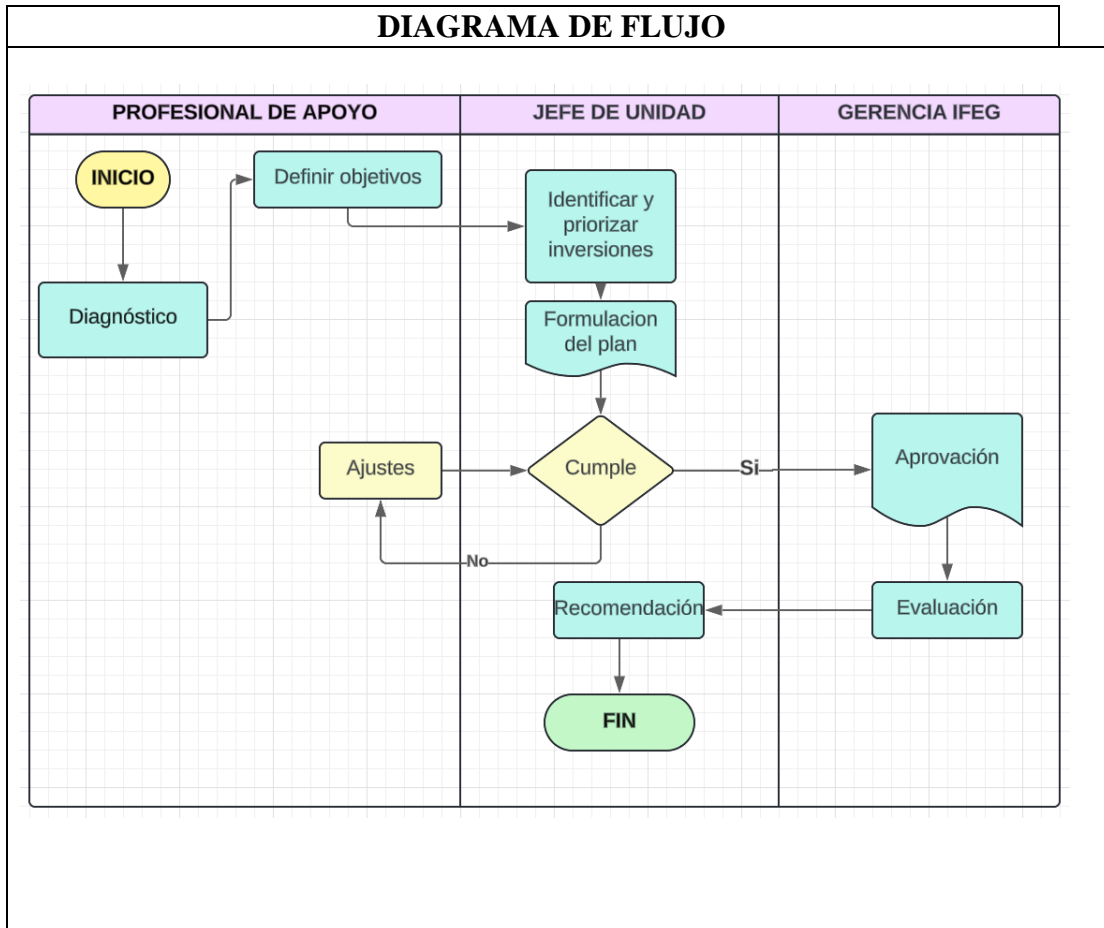 DIAGRAMA DE FLUJO
PROFESIONAL DE APOYO
JEFE DE UNIDAD
GERENCIA IFEG
INICIO
Definir objetivos
Identificar y
priorizar
inversiones
Diagnóstico
Formulacion
del plan
Ajustes
Cumple
Si
Aprovación
No
Recomendación
Evaluación
FIN